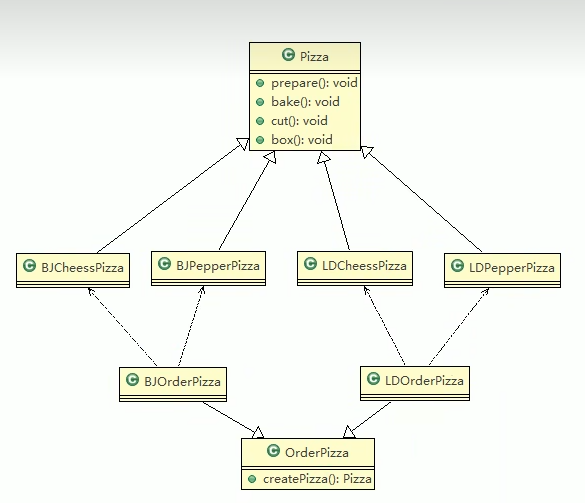 Pizza
prepare(): void
bake(): void
cut(): void
box(): void
BJCheessPizza
BJPepperPizza
LDCheessPizza
LDPepperPizza
BJOrderPizza
LDOrderPizza
OrderPizza
createPizza(): Pizza